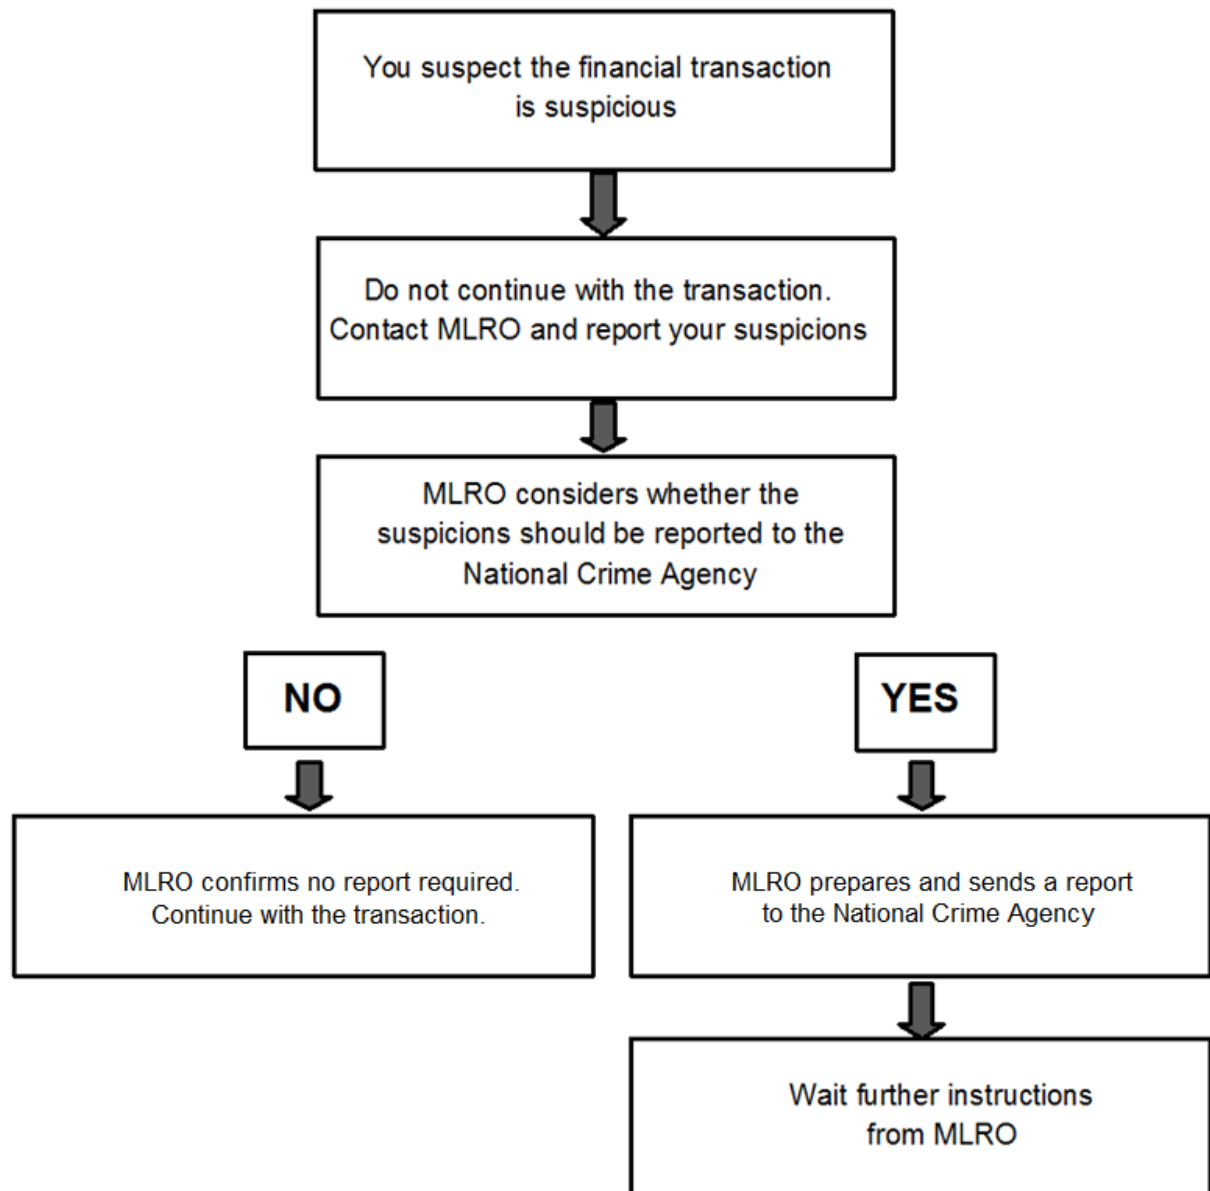 You suspect the financial transaction
is suspicious
Do not continue with the transaction.
Contact MLRO and report your suspicions
MLRO considers whether the
suspicions should be reported to the
National Crime Agency
NO
YES
MLRO confirms no report required.
Continue with the transaction.
MLRO prepares and sends a report
to the National Crime Agency
Wait further instructions
from MLRO